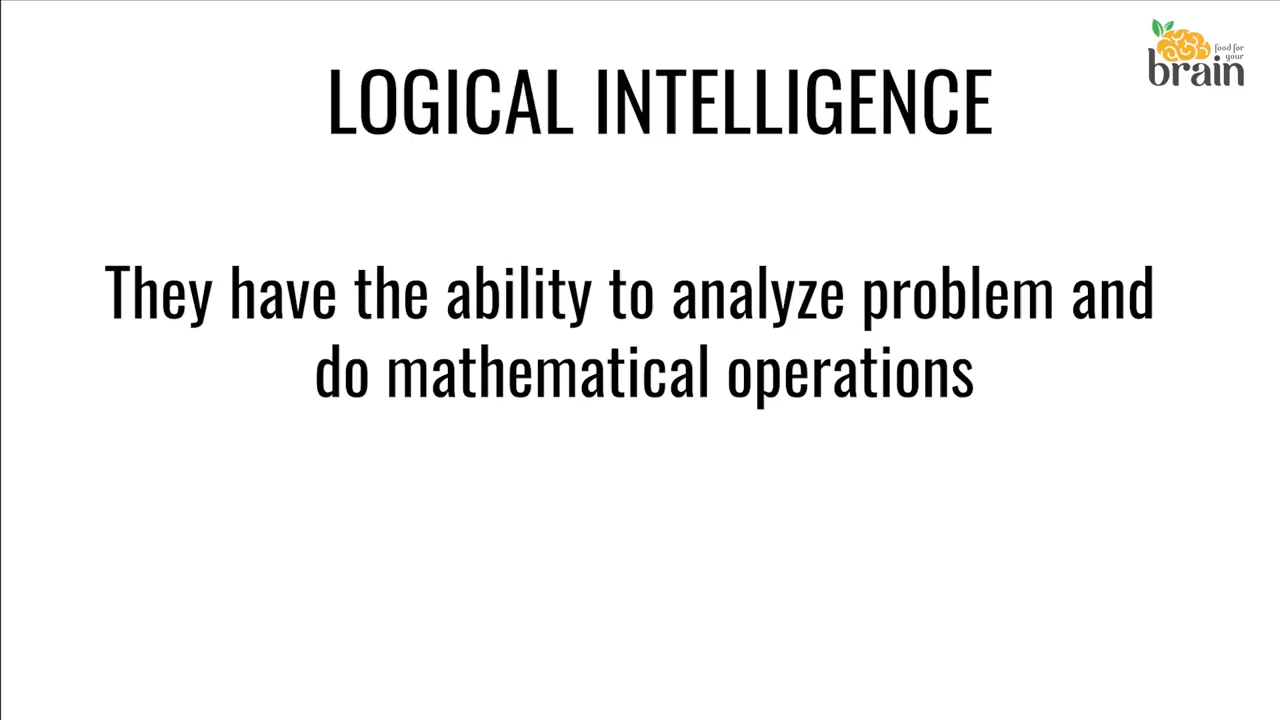 food for
your
brain
LOGICAL INTELLIGENCE
They have the ability to analyze problem and
do mathematical operations